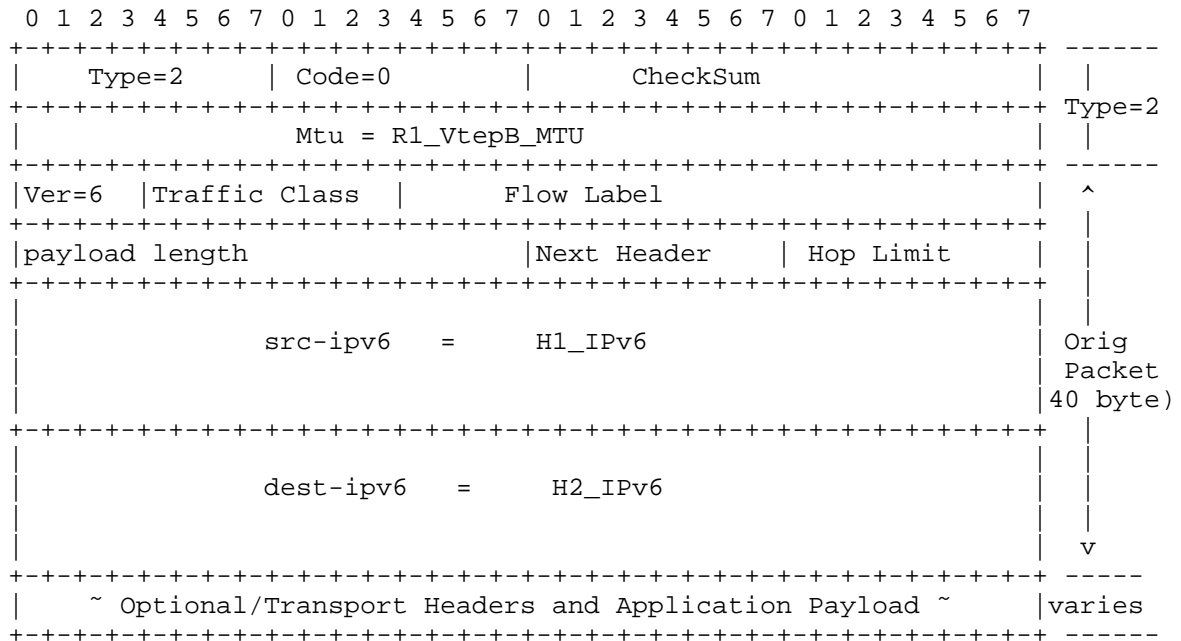 0 1 2 3 4 5 6 7 0 1 2 3 4 5 6 7 0 1 2 3 4 5 6 7 0 1 2 3 4 5 6 7
+-+-+-+-+-+-+-+-+-+-+-+-+-+-+-+-+-+-+-+-+-+-+-+-+-+-+-+-+-+-+-+-+ ------
|    Type=2     | Code=0        |      CheckSum                 |  |
+-+-+-+-+-+-+-+-+-+-+-+-+-+-+-+-+-+-+-+-+-+-+-+-+-+-+-+-+-+-+-+-+ Type=2
|                 Mtu = R1_VtepB_MTU                            |  |
+-+-+-+-+-+-+-+-+-+-+-+-+-+-+-+-+-+-+-+-+-+-+-+-+-+-+-+-+-+-+-+-+ ------
|Ver=6  |Traffic Class  |      Flow Label                       |  ^
+-+-+-+-+-+-+-+-+-+-+-+-+-+-+-+-+-+-+-+-+-+-+-+-+-+-+-+-+-+-+-+-+  |
|payload length                 |Next Header    | Hop Limit     |  |
+-+-+-+-+-+-+-+-+-+-+-+-+-+-+-+-+-+-+-+-+-+-+-+-+-+-+-+-+-+-+-+-+  |
|                                                               |  |
|               src-ipv6   =     H1_IPv6                        | Orig
|                                                               | Packet
|                                                               |40 byte)
+-+-+-+-+-+-+-+-+-+-+-+-+-+-+-+-+-+-+-+-+-+-+-+-+-+-+-+-+-+-+-+-+  |
|                                                               |  |
|               dest-ipv6   =     H2_IPv6                       |  |
|                                                               |  |
|                                                               |  v
+-+-+-+-+-+-+-+-+-+-+-+-+-+-+-+-+-+-+-+-+-+-+-+-+-+-+-+-+-+-+-+-+ -----
|    ~ Optional/Transport Headers and Application Payload ~     |varies
+-+-+-+-+-+-+-+-+-+-+-+-+-+-+-+-+-+-+-+-+-+-+-+-+-+-+-+-+-+-+-+-+ ------